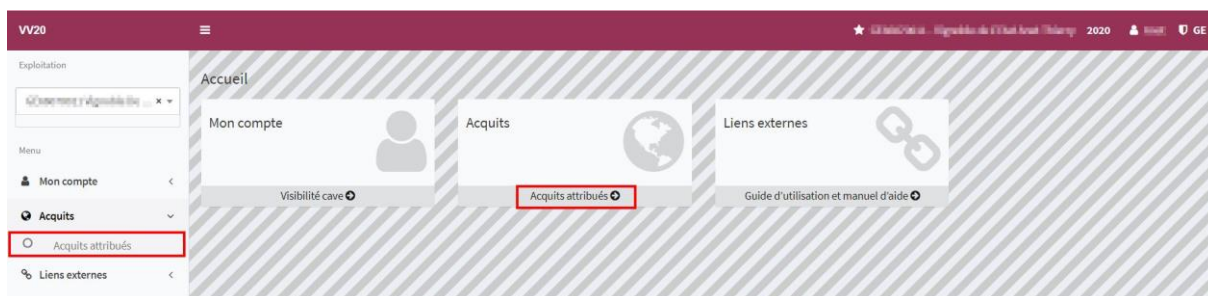 VV20
2020
GE
Exploitation
Accueil
Mon compte
Acquits
Liens externes
Menu
Mon compte
Visibilité cave
Acquits attribués
Guide d'utilisation et manuel d'aide
Acquits
Acquits attribués
Liens externes